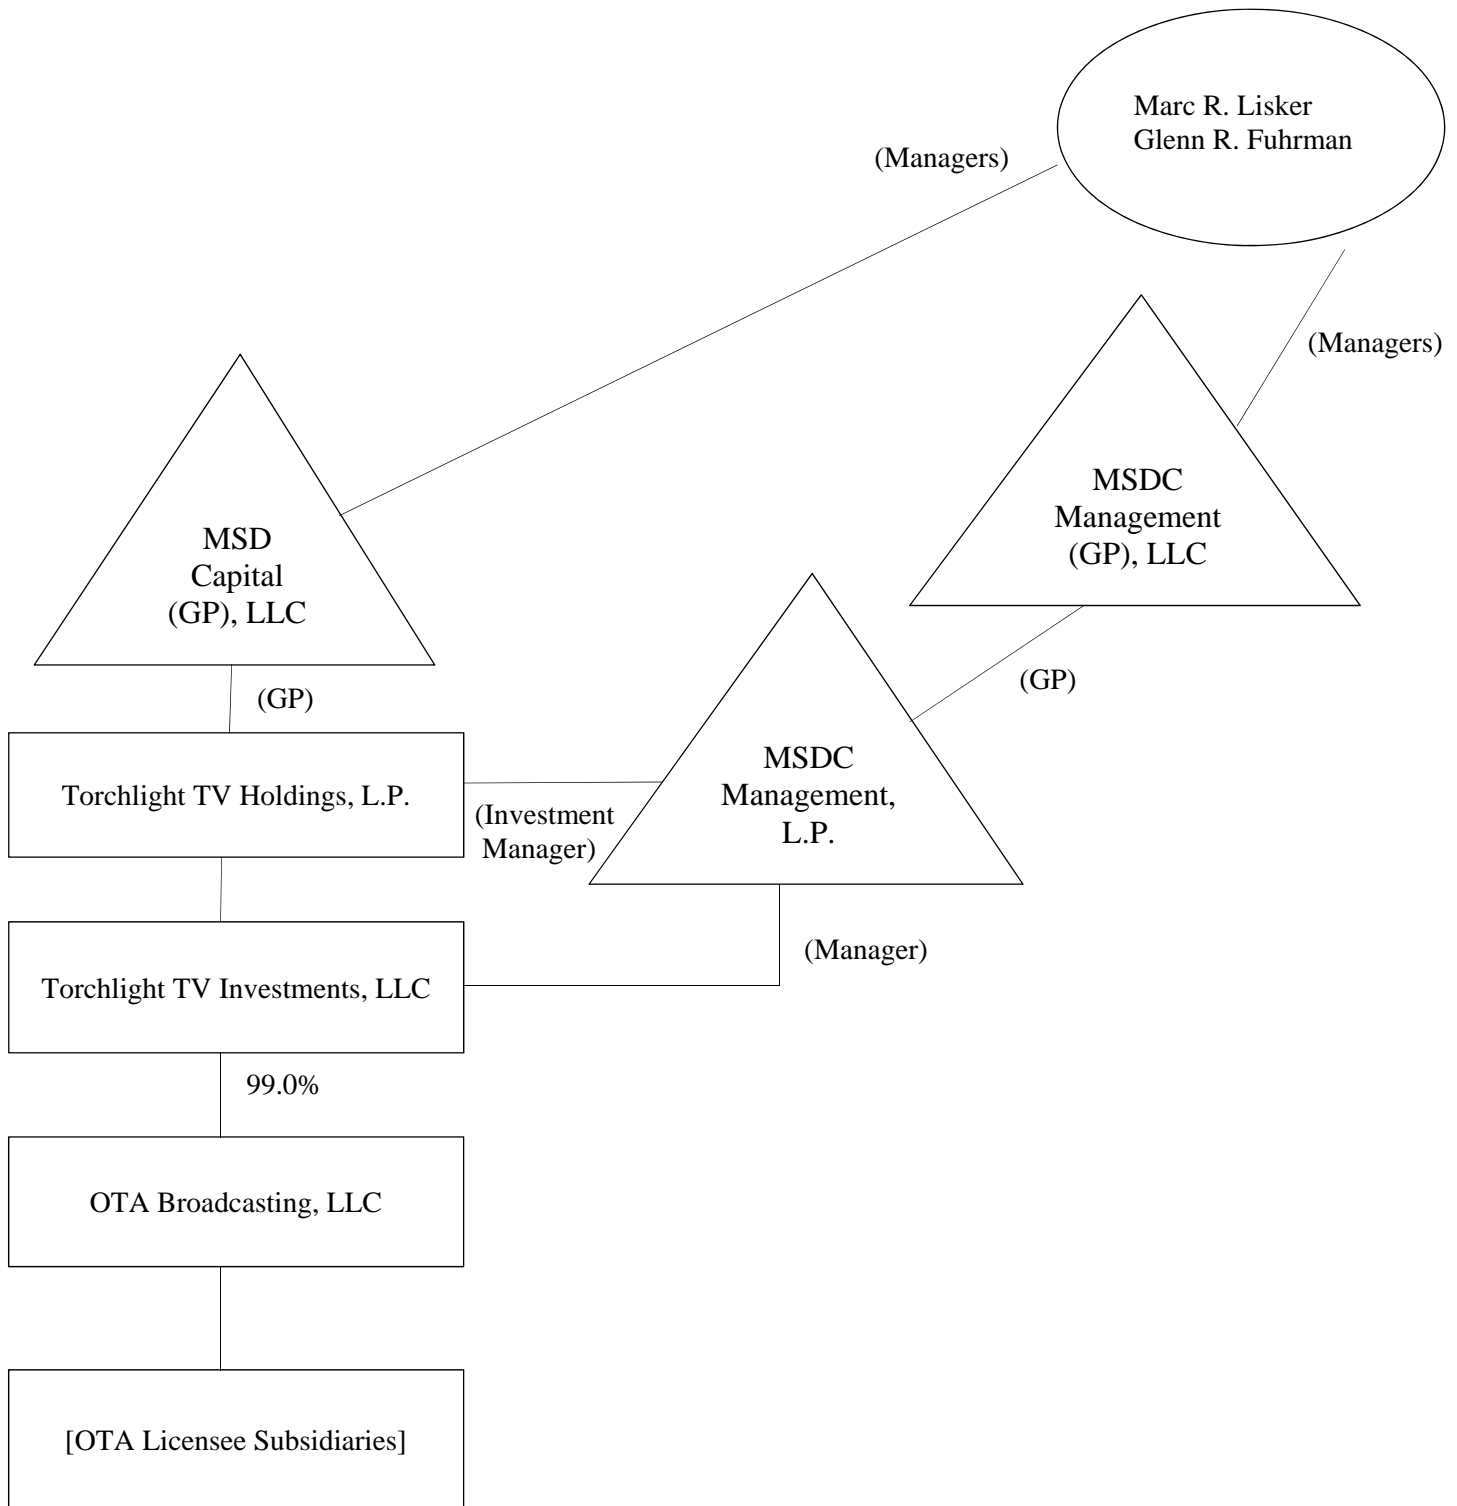 Marc R. Lisker
Glenn R. Fuhrman
(Managers)
(Managers)
MSDC
Management
(GP), LLC
MSD
Capital
(GP), LLC
(GP)
(GP)
Torchlight TV Holdings, L.P.
(Investment
Manager)
MSDC
Management,
L.P.
(Manager)
Torchlight TV Investments, LLC
99.0%
OTA Broadcasting, LLC
[OTA Licensee Subsidiaries]